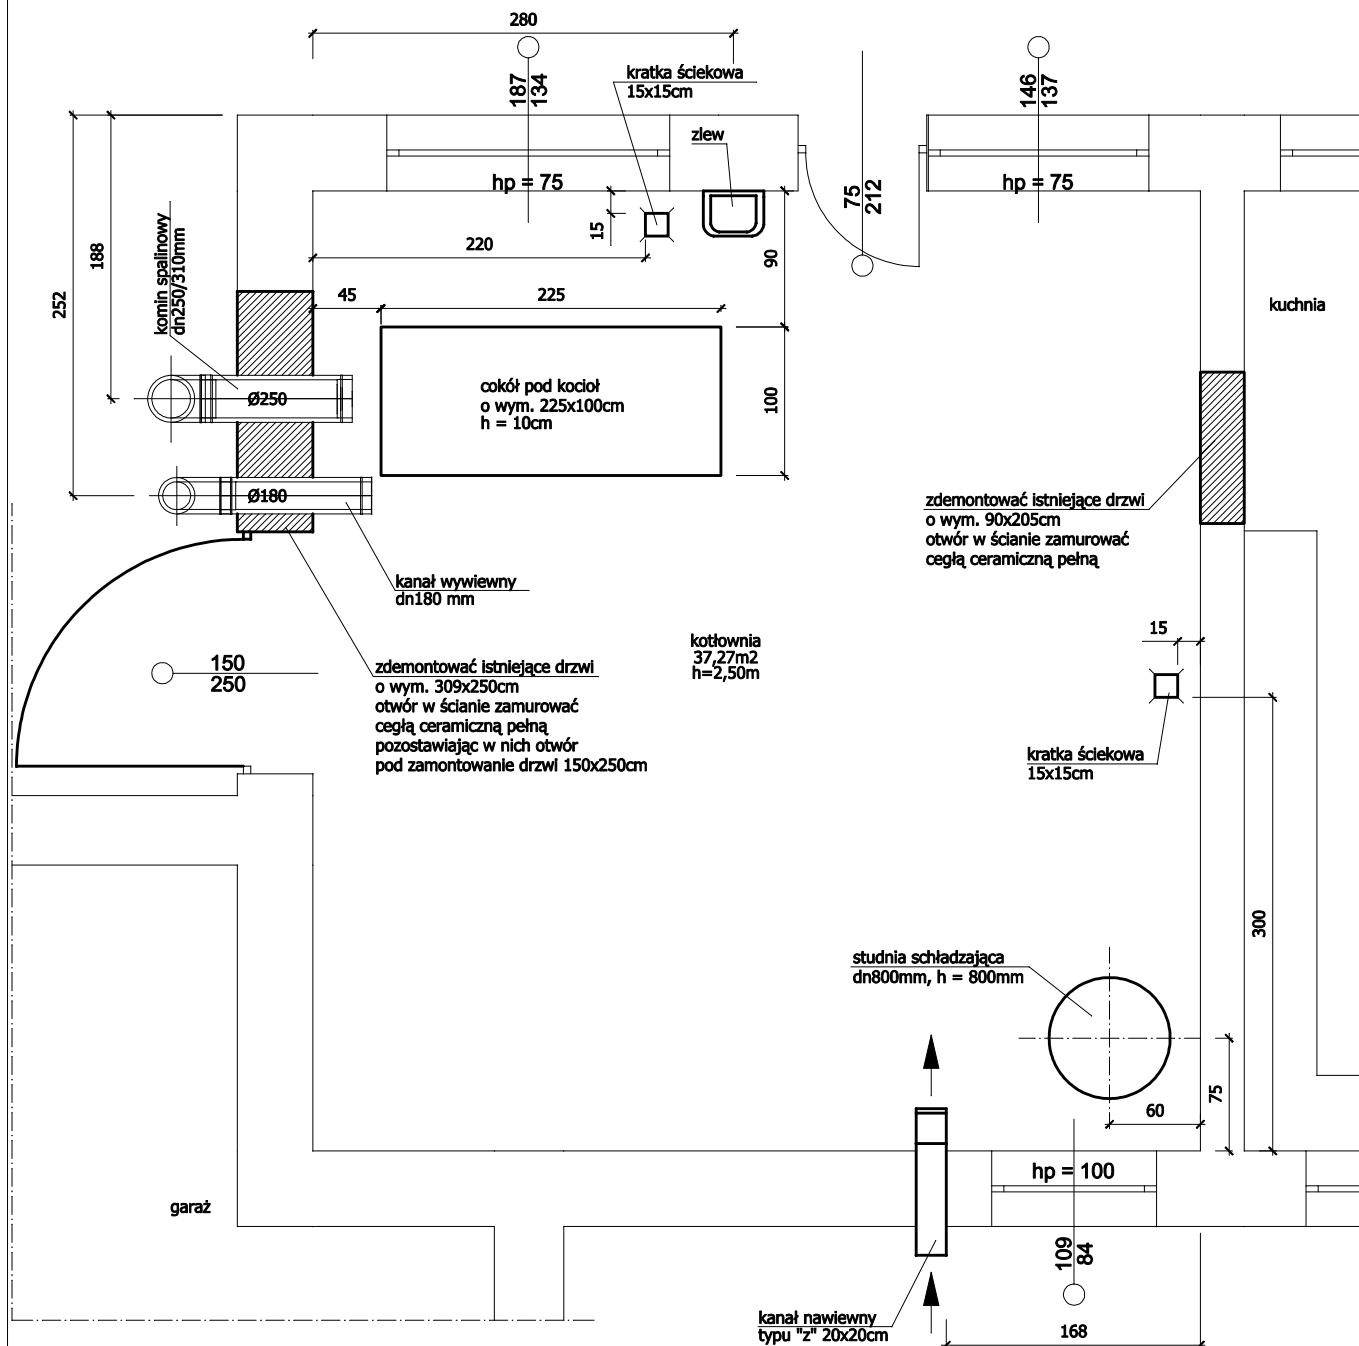 280
187
134
kratka ściekowa
15x15cm
146
137
zlew
hp = 75
75
212
hp = 75
15
220
90
188
252
komin spalinowy
dn250/310mm
45
225
kuchnia
cokół pod kocioł
o wym. 225x100cm
h = 10cm
100
Ø250
Ø180
zdemontować istniejące drzwi
o wym. 90x205cm
otwór w ścianie zamurować
cegłą ceramiczną pełną
kanał wywiewny
dn180 mm
15
kotłownia
37,27m2
h=2,50m
150
250
zdemontować istniejące drzwi
o wym. 309x250cm
otwór w ścianie zamurować
cegłą ceramiczną pełną
pozostawiając w nich otwór
pod zamontowanie drzwi 150x250cm
kratka ściekowa
15x15cm
300
studnia schładzająca
dn800mm, h = 800mm
75
60
hp = 100
garaż
109
84
kanał nawiewny
typu "z" 20x20cm
168